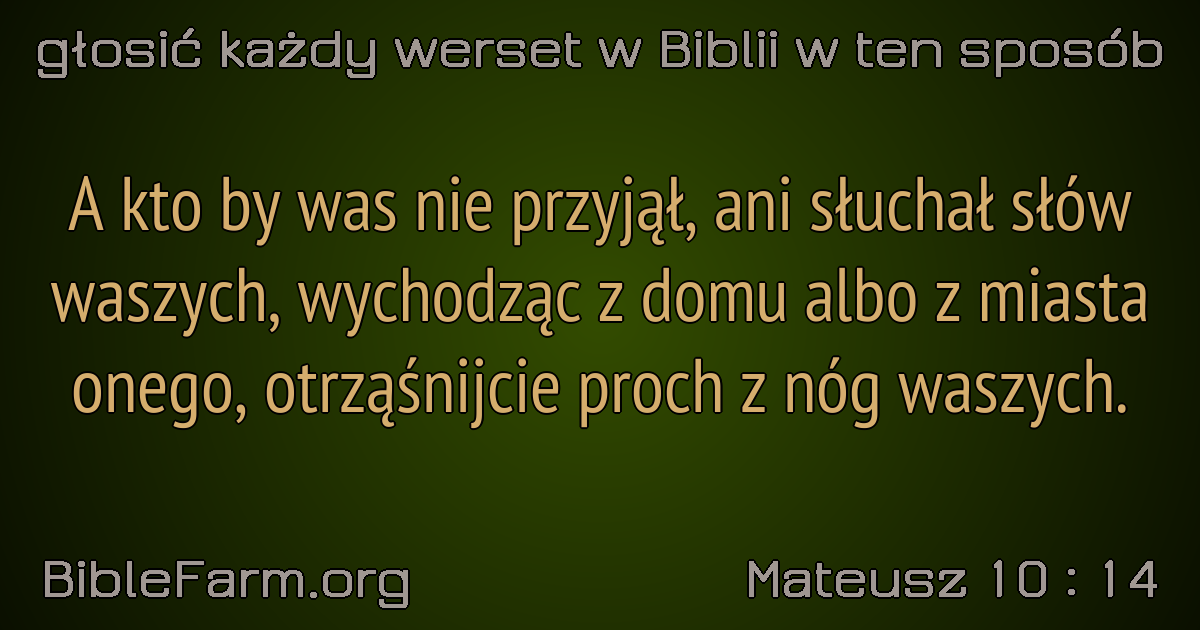 głosić każdy werset w Biblii w ten sposób
A kto by was nie przyjął, ani słuchał słów
waszych, wychodząc z domu albo z miasta
onego, otrząśnijcie proch z nóg waszych.
BibleFarm.org
Mateusz 10 : 14